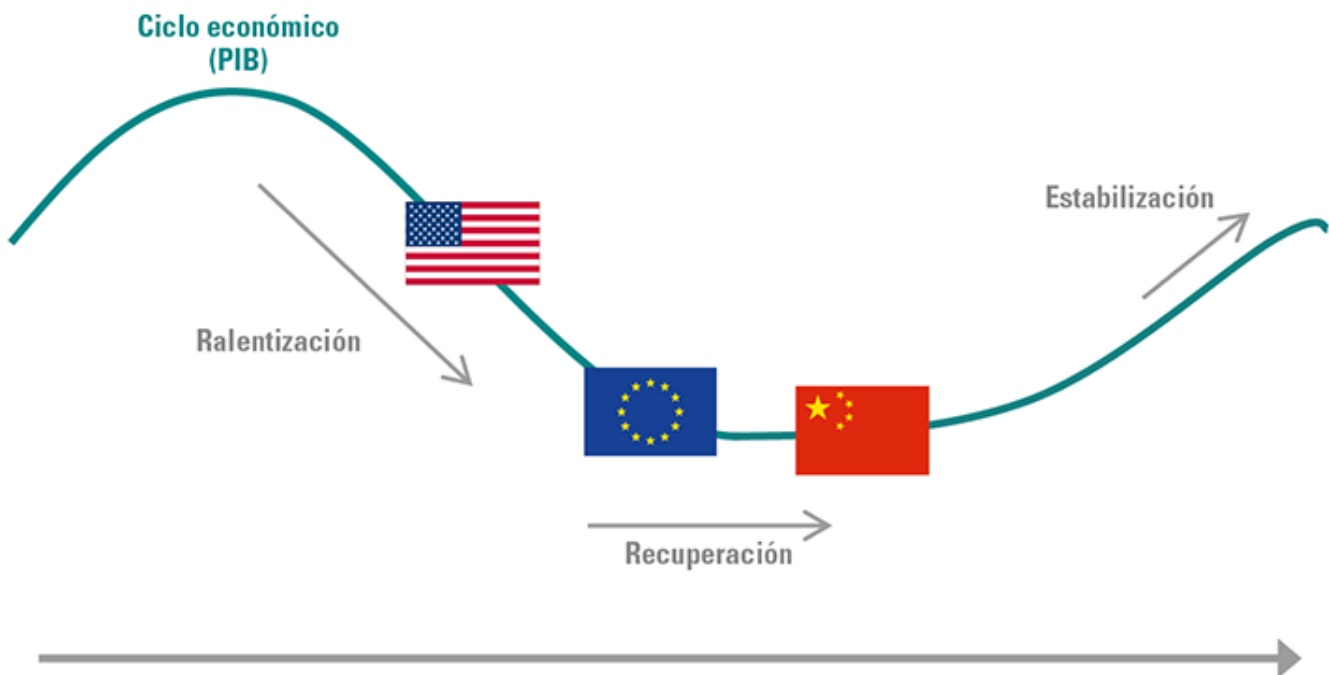 Ciclo económico
(PIB)
Estabilización
Ralentización
Recuperación